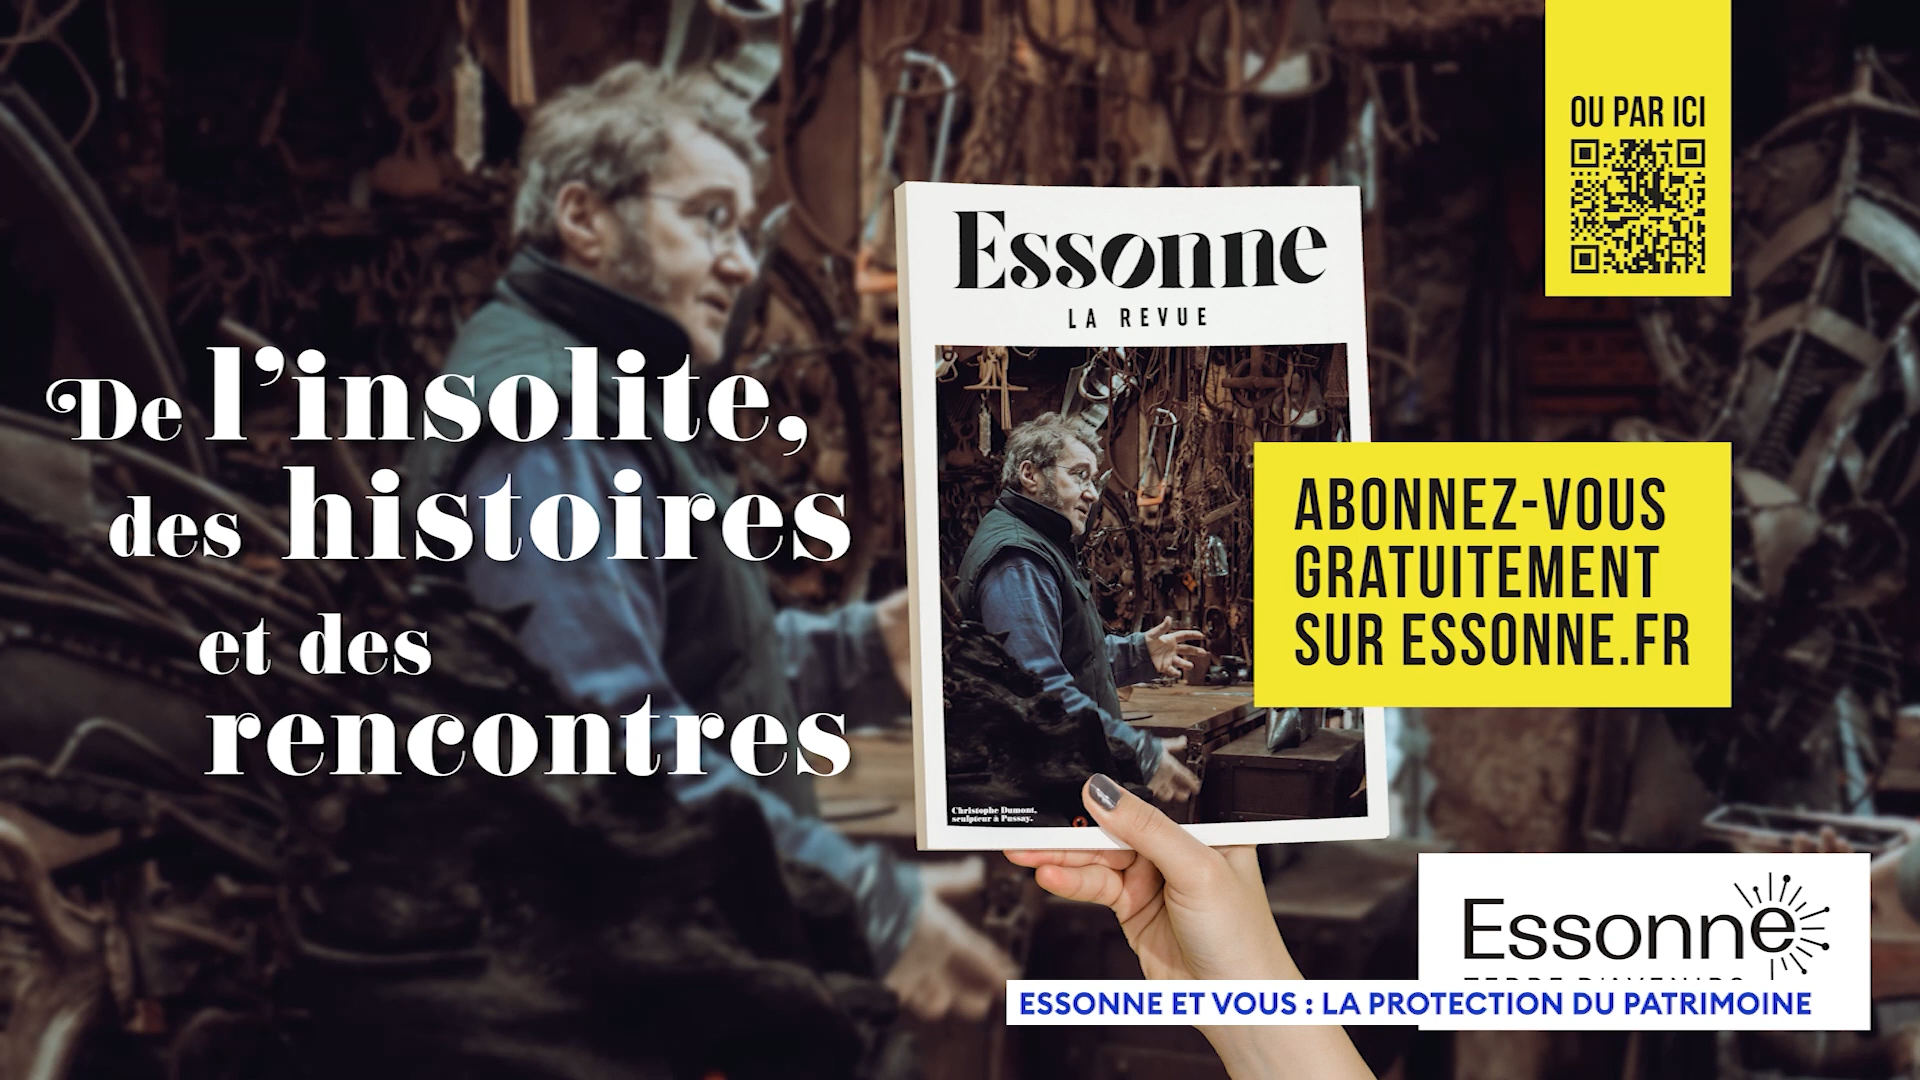 De l'insolite,
des histoires
et des
rencontres
Essonne
LA REVUE
Christophe Dumont,
sculpteur à Pussay.
OU PAR ICI
ABONNEZ-VOUS
GRATUITEMENT
SUR ESSONNE.FR
Essonne
ESSONNE ET VOUS : LA PROTECTION DU PATRIMOINE